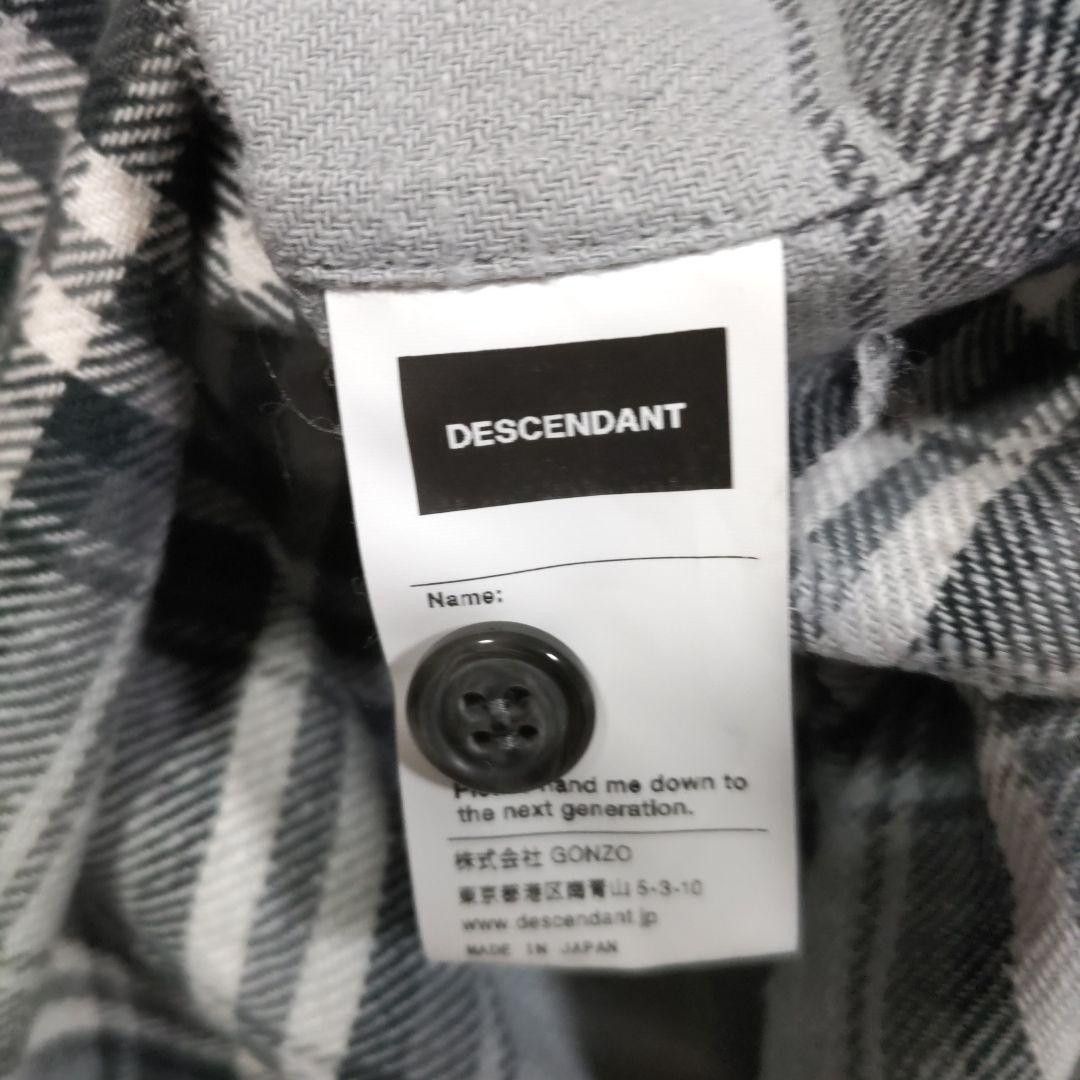 DESCENDANT
Name:
hand me down to
the next generation.
株式会社 GONZO
東京都港区南青山 5-3-10
www.descendant.jp
MADE IN JAPAN